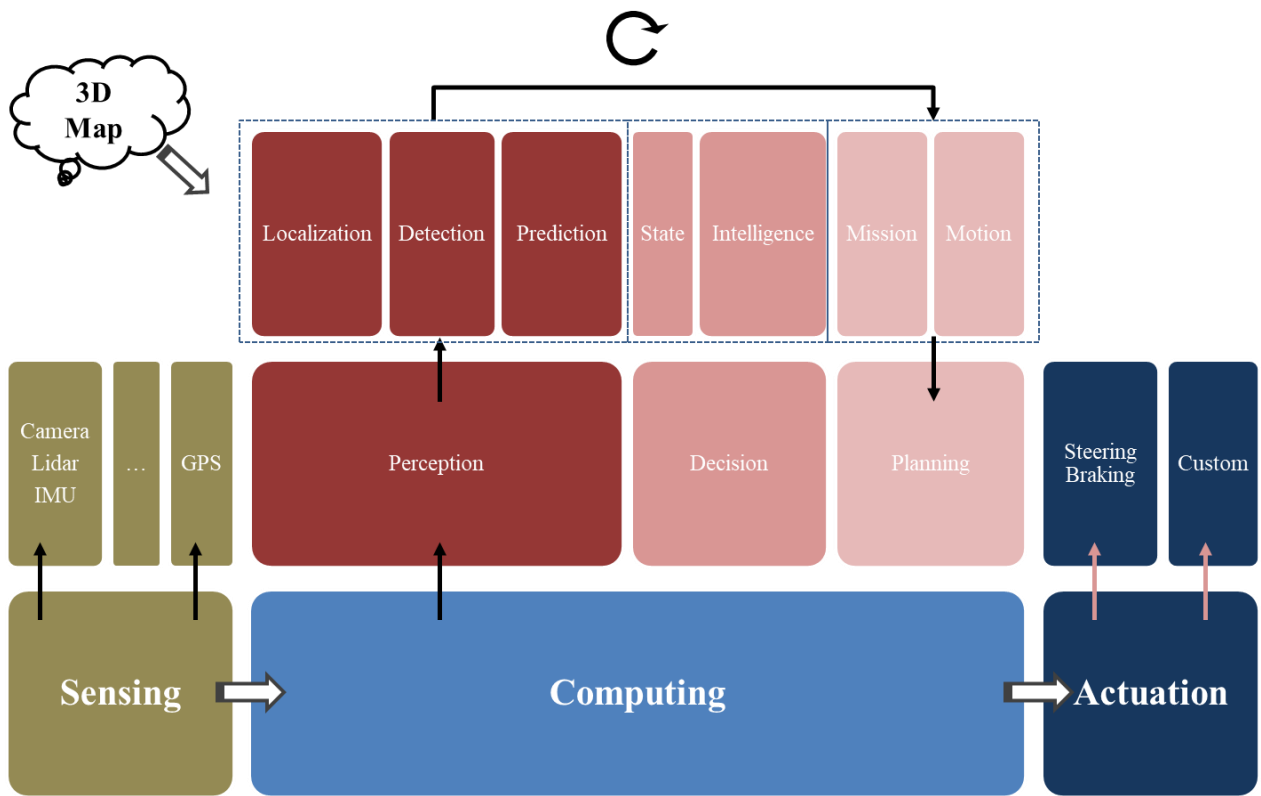 3D
Map
Localization
Detection
Prediction
State
Intelligence
Mission
Motion
Camera
Lidar
IMU
...
GPS
Perception
Decision
Planning
Steering
Braking
Custom
Sensing
Computing
Actuation